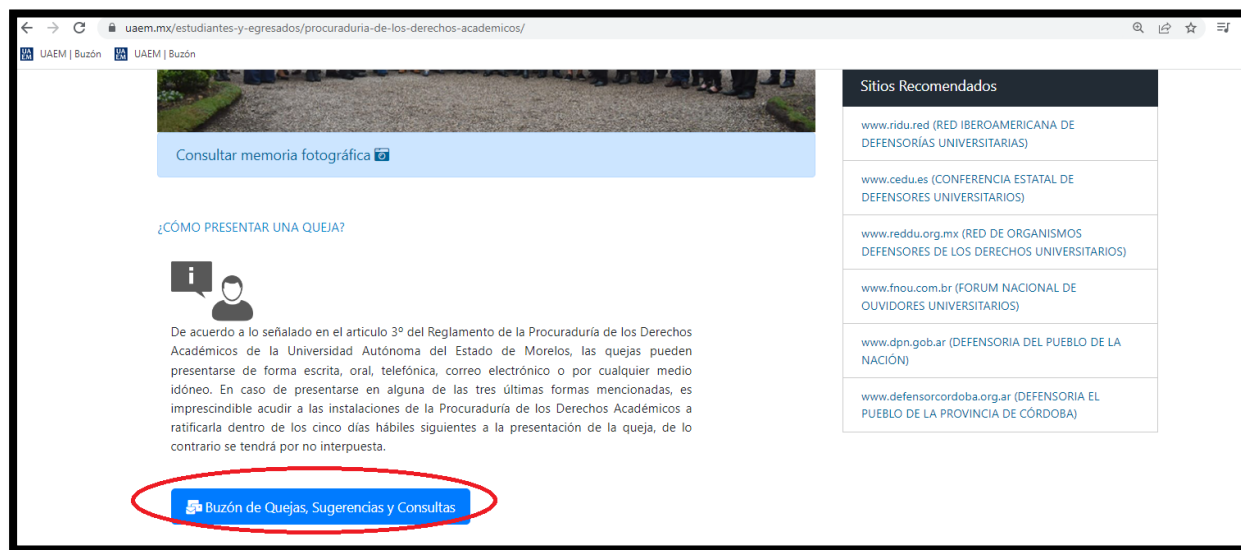 uaem.mx/estudiantes-y-egresados/procuraduria-de-los-derechos-academicos/
UAEM | Buzón UAEM | Buzón
Consultar memoria fotográfica
¿CÓMO PRESENTAR UNA QUEJA?
i
De acuerdo a lo señalado en el articulo 3º del Reglamento de la Procuraduría de los Derechos
Académicos de la Universidad Autónoma del Estado de Morelos, las quejas pueden
presentarse de forma escrita, oral, telefónica, correo electrónico o por cualquier medio
idóneo. En caso de presentarse en alguna de las tres últimas formas mencionadas, es
imprescindible acudir a las instalaciones de la Procuraduría de los Derechos Académicos a
ratificarla dentro de los cinco días hábiles siguientes a la presentación de la queja, de lo
contrario se tendrá por no interpuesta.
Buzón de Quejas, Sugerencias y Consultas
Sitios Recomendados
www.ridu.red (RED IBEROAMERICANA DE
DEFENSORÍAS UNIVERSITARIAS)
www.cedu.es (CONFERENCIA ESTATAL DE
DEFENSORES UNIVERSITARIOS)
www.reddu.org.mx (RED DE ORGANISMOS
DEFENSORES DE LOS DERECHOS UNIVERSITARIOS)
www.fnou.com.br (FORUM NACIONAL DE
OUVIDORES UNIVERSITARIOS)
www.dpn.gob.ar (DEFENSORIA DEL PUEBLO DE LA
NACIÓN)
www.defensorcordoba.org.ar (DEFENSORIA EL
PUEBLO DE LA PROVINCIA DE CÓRDOBA)